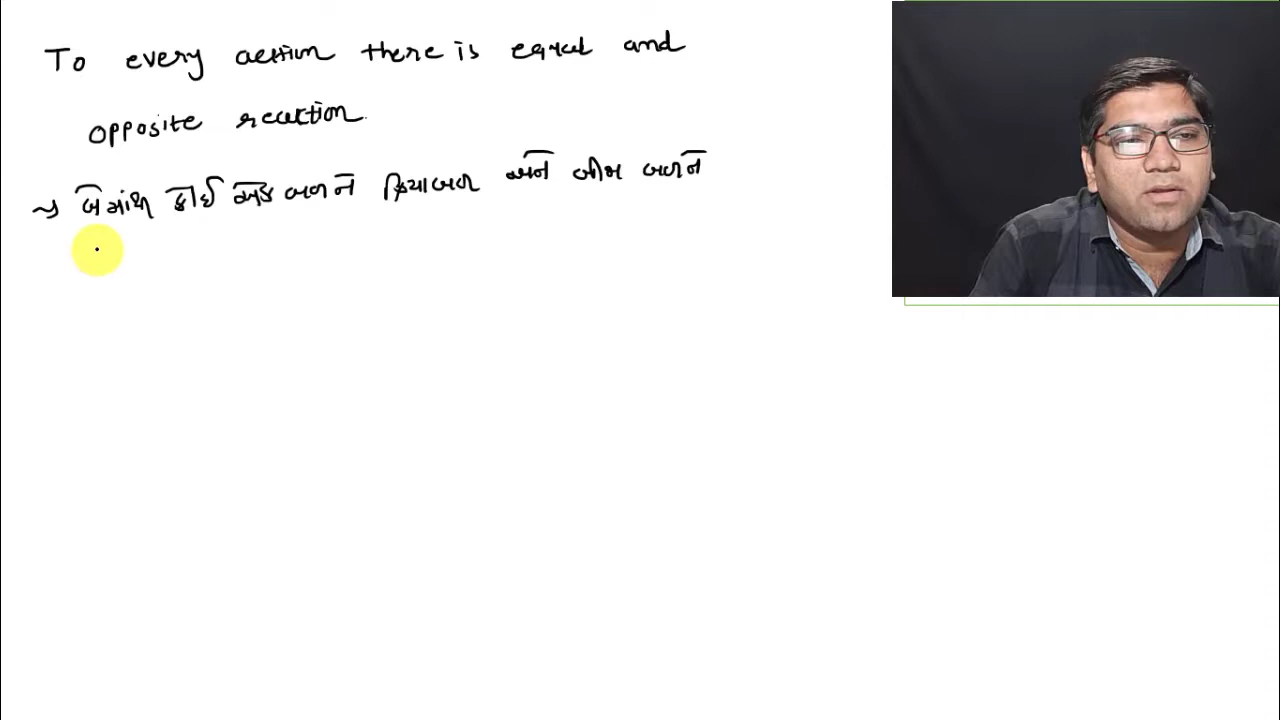 To every action there is equal and
opposite reaction.
→ બેમાંથી કોઈ એક બળને ક્રિયાબળ અને બીજા બળને